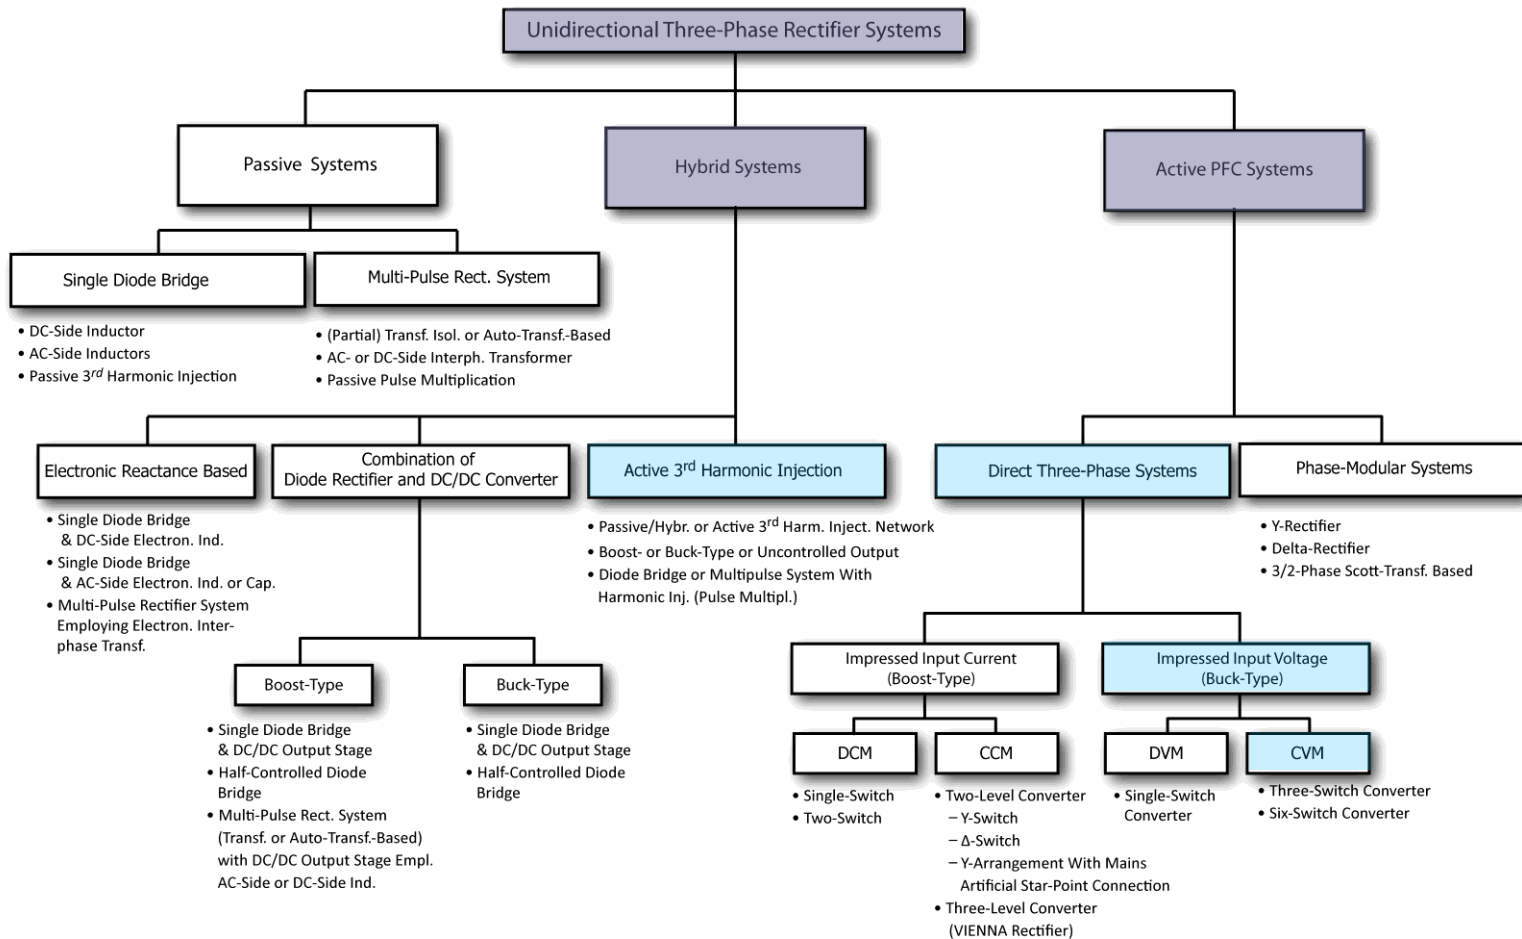 Unidirectional Three-Phase Rectifier Systems
Passive Systems
Hybrid Systems
Active PFC Systems
Single Diode Bridge
• DC-Side Inductor
• AC-Side Inductors
• Passive 3rd Harmonic Injection
Multi-Pulse Rect. System
• (Partial) Transf. Isol. or Auto-Transf.-Based
• AC- or DC-Side Interph. Transformer
• Passive Pulse Multiplication
Electronic Reactance Based
• Single Diode Bridge
& DC-Side Electron. Ind.
• Single Diode Bridge
& AC-Side Electron. Ind. or Cap.
• Multi-Pulse Rectifier System
Employing Electron. Inter-
phase Transf.
Combination of
Diode Rectifier and DC/DC Converter
Boost-Type
• Single Diode Bridge
& DC/DC Output Stage
• Half-Controlled Diode
Bridge
• Multi-Pulse Rect. System
(Transf. or Auto-Transf.-Based)
with DC/DC Output Stage Empl.
AC-Side or DC-Side Ind.
Buck-Type
• Single Diode Bridge
& DC/DC Output Stage
• Half-Controlled Diode
Bridge
Active 3rd Harmonic Injection
• Passive/Hybr. or Active 3rd Harm. Inject. Network
• Boost- or Buck-Type or Uncontrolled Output
• Diode Bridge or Multipulse System With
Harmonic Inj. (Pulse Multipl.)
Direct Three-Phase Systems
Phase-Modular Systems
• Y-Rectifier
• Delta-Rectifier
• 3/2-Phase Scott-Transf. Based
Impressed Input Current
(Boost-Type)
DCM
• Single-Switch
• Two-Switch
CCM
• Two-Level Converter
– Y-Switch
– Δ-Switch
– Y-Arrangement With Mains
Artificial Star-Point Connection
• Three-Level Converter
(VIENNA Rectifier)
Impressed Input Voltage
(Buck-Type)
DVM
• Single-Switch
Converter
CVM
• Three-Switch Converter
• Six-Switch Converter